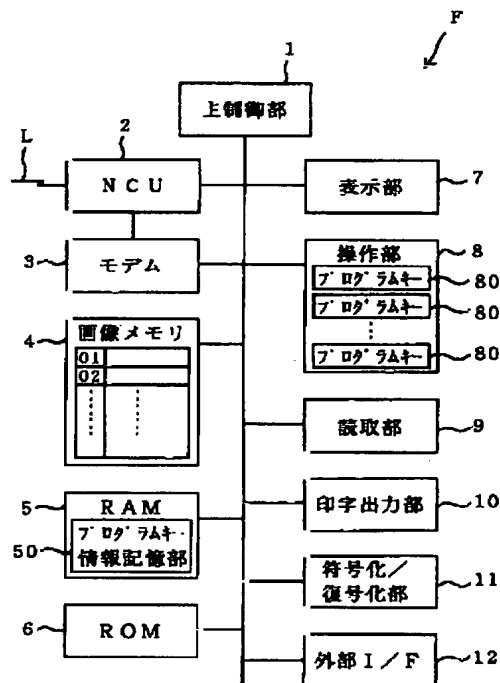 F
1
上制御部
L
2
NCU
表示部
7
3
モデム
操作部
8
プログラムキー
80
プログラムキー
80
プログラムキー
80
4
画像メモリ
01
02
読取部
9
5
RAM
50
プログラムキー
情報記憶部
印字出力部
10
符号化／
復号化部
11
6
ROM
外部I／F
12